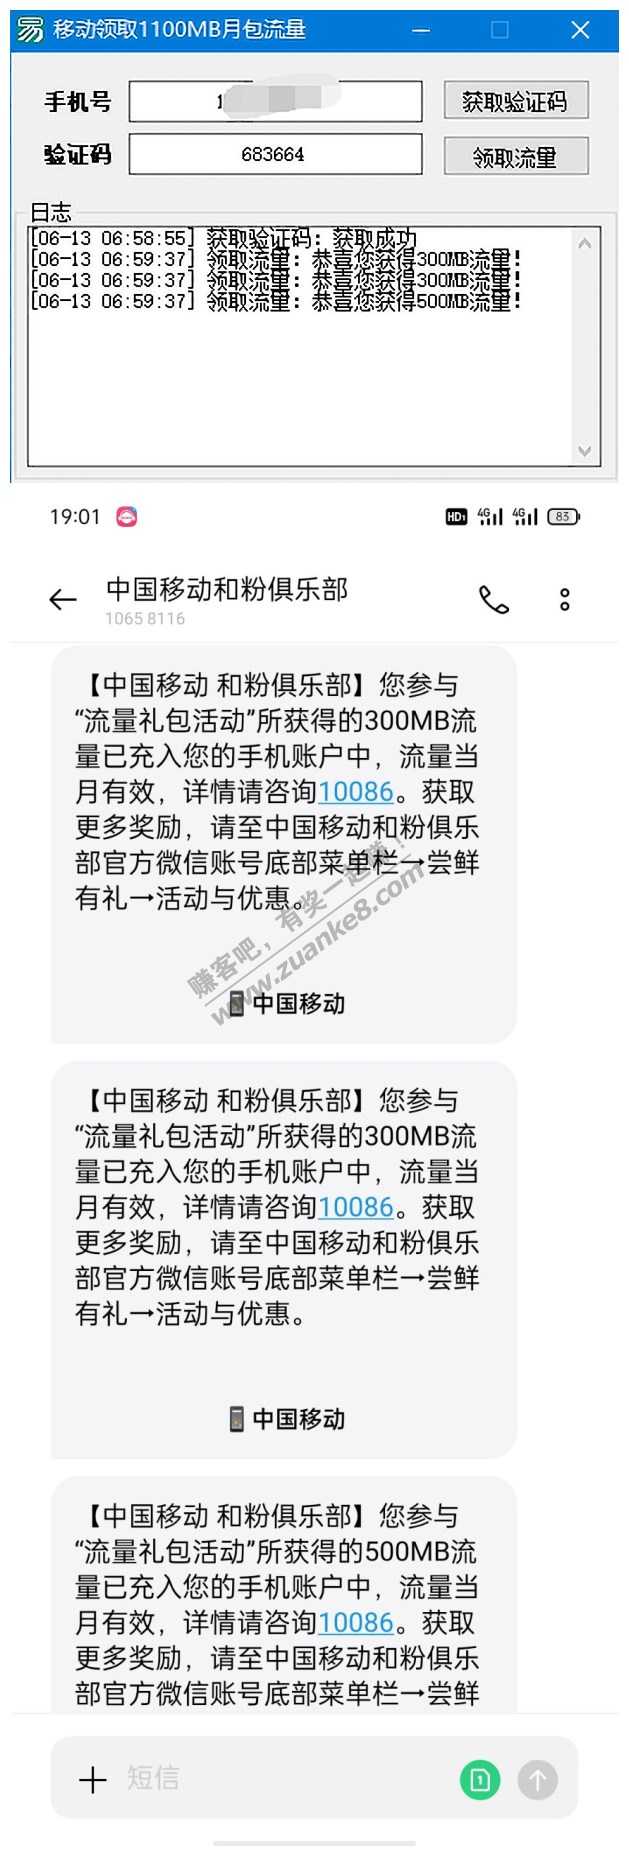 移动领取1100MB月包流量
手机号 1 获取验证码
验证码 683664 领取流里
日志
[06-13 06:58:55] 获取验证码：获取成功
[06-13 06:59:37] 领取流里：恭喜您获得300MB流里！
[06-13 06:59:37] 领取流里：恭喜您获得300MB流里！
[06-13 06:59:37] 领取流里：恭喜您获得500MB流里！
19:01 HD1 4G 4G 83
中国移动和粉俱乐部
1065 8116
【中国移动 和粉俱乐部】您参与
“流量礼包活动”所获得的300MB流
量已充入您的手机账户中，流量当
月有效，详情请咨询10086。获取
更多奖励，请至中国移动和粉俱乐
部官方微信账号底部菜单栏→尝鲜
有礼→活动与优惠。
赚客吧，有奖一起赚！
www.zuanke8.com
中国移动
【中国移动 和粉俱乐部】您参与
“流量礼包活动”所获得的300MB流
量已充入您的手机账户中，流量当
月有效，详情请咨询10086。获取
更多奖励，请至中国移动和粉俱乐
部官方微信账号底部菜单栏→尝鲜
有礼→活动与优惠。
中国移动
【中国移动 和粉俱乐部】您参与
“流量礼包活动”所获得的500MB流
量已充入您的手机账户中，流量当
月有效，详情请咨询10086。获取
更多奖励，请至中国移动和粉俱乐
部官方微信账号底部菜单栏→尝鲜
短信 1